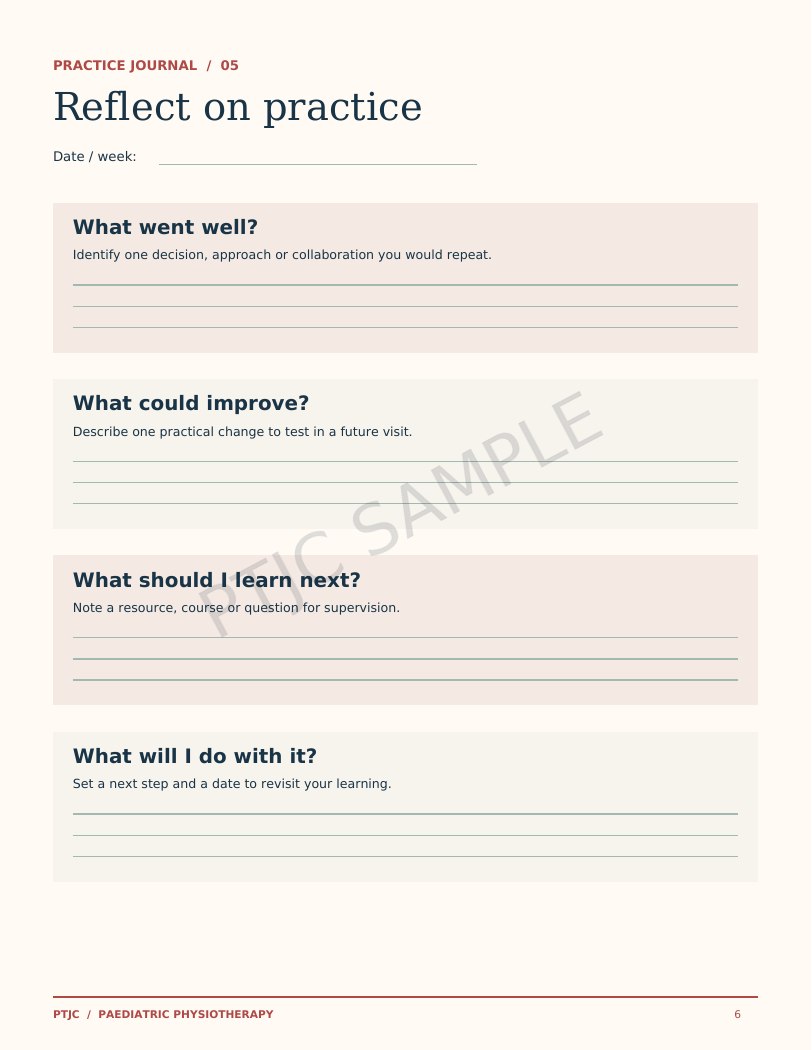 PRACTICE JOURNAL / 05
Reflect on practice
Date / week:
What went well?
Identify one decision, approach or collaboration you would repeat.
What could improve?
Describe one practical change to test in a future visit.
PTJC SAMPLE
What should I learn next?
Note a resource, course or question for supervision.
What will I do with it?
Set a next step and a date to revisit your learning.
PTJC / PAEDIATRIC PHYSIOTHERAPY 6